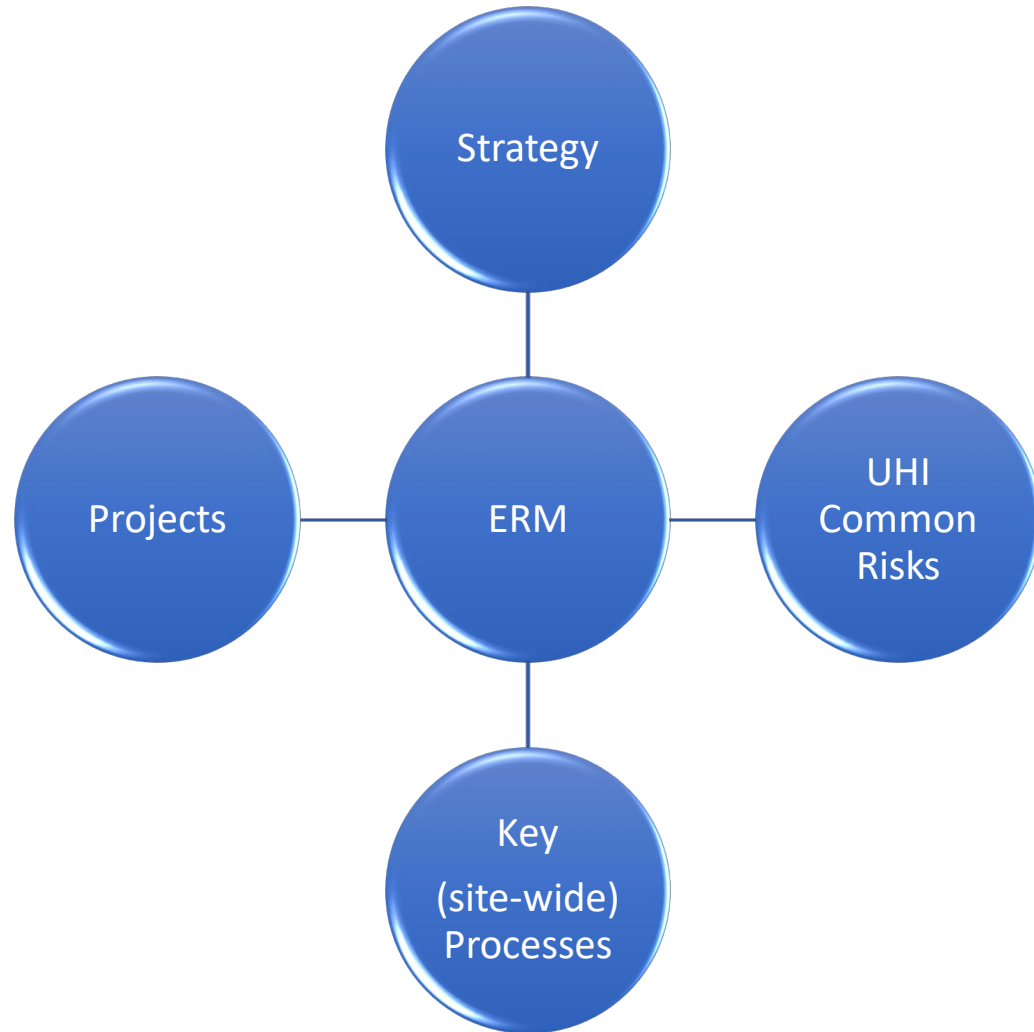 Strategy
Projects
ERM
UHI
Common
Risks
Key
(site-wide)
Processes